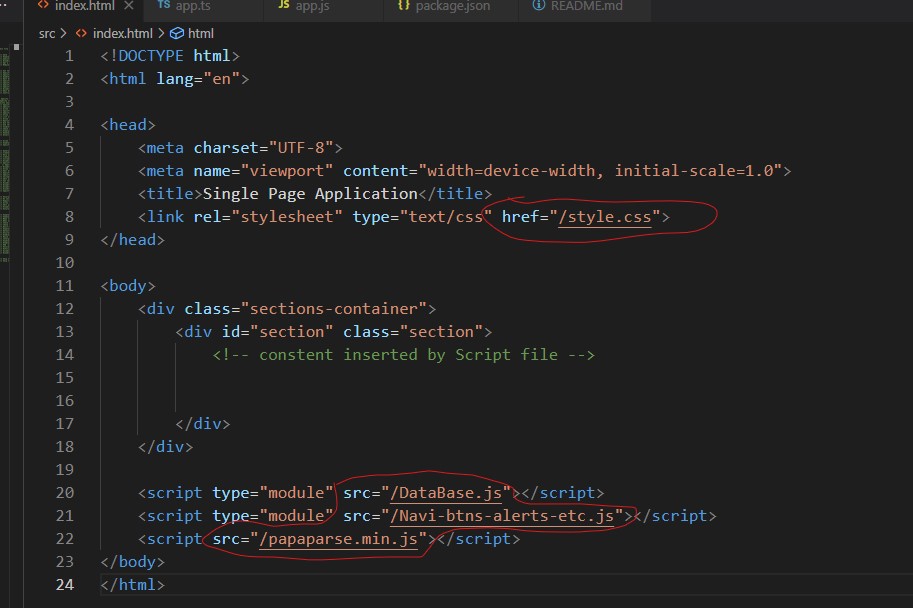 index.html
TS app.ts
JS app.js
{} package.json
README.md
src > index.html > html
1 <!DOCTYPE html>
2 <html lang="en">
3
4 <head>
5 <meta charset="UTF-8">
6 <meta name="viewport" content="width=device-width, initial-scale=1.0">
7 <title>Single Page Application</title>
8 <link rel="stylesheet" type="text/css" href="/style.css">
9 </head>
10
11 <body>
12 <div class="sections-container">
13 <div id="section" class="section">
14 <!-- constent inserted by Script file -->
15
16
17 </div>
18 </div>
19
20 <script type="module" src="/DataBase.js"></script>
21 <script type="module" src="/Navi-btns-alerts-etc.js"></script>
22 <script src="/papaparse.min.js"></script>
23 </body>
24 </html>